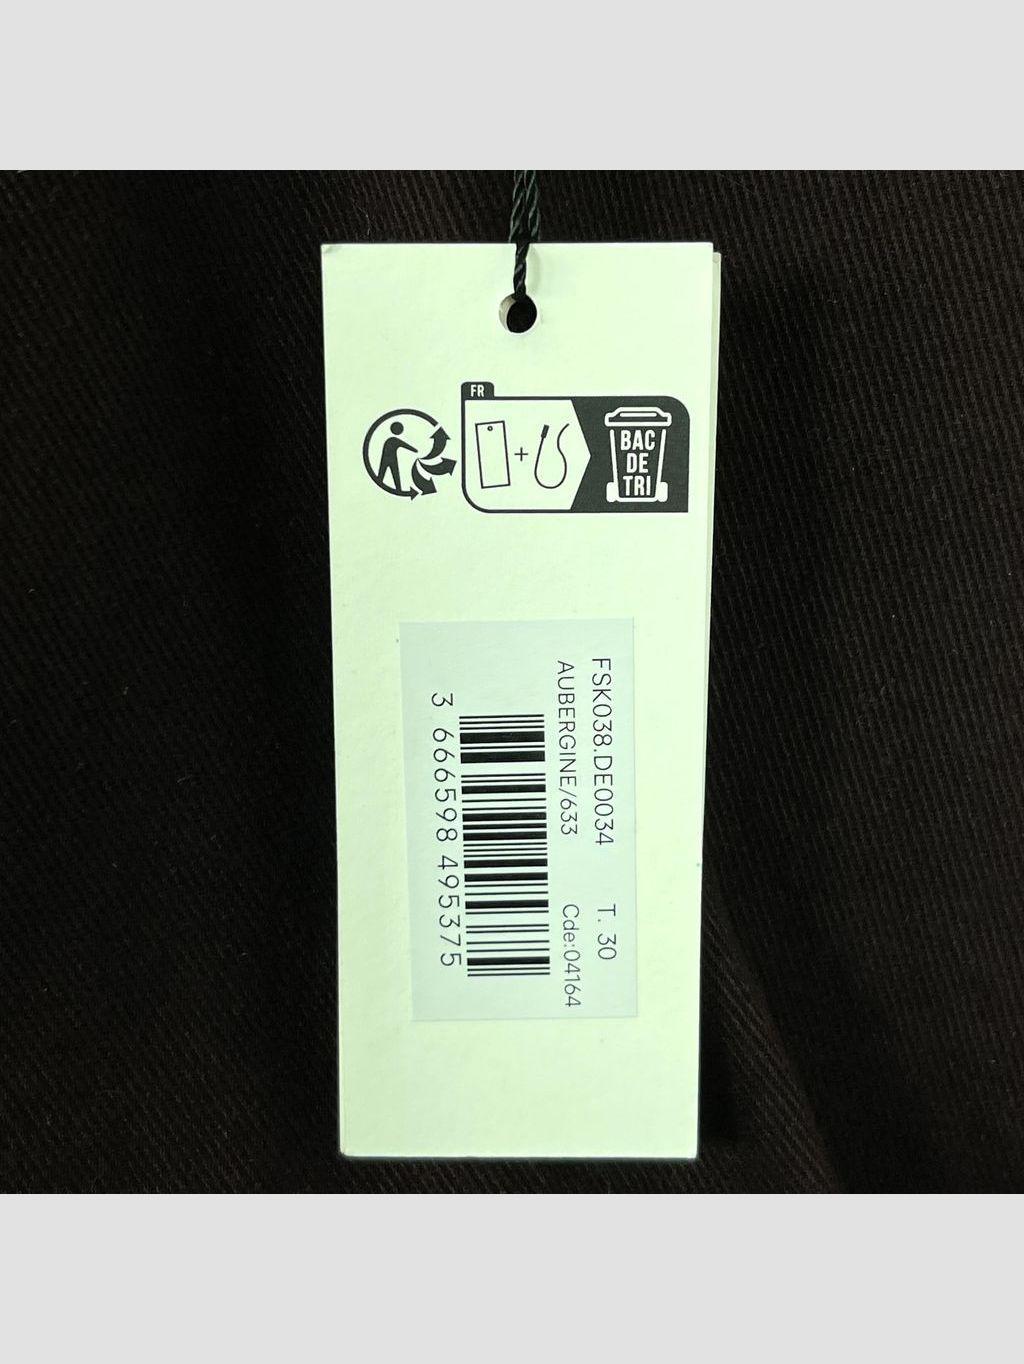 FR
+
BAC
DE
TRI
FSK038.DE0034 T. 30
AUBERGINE/633 Cde:04164
3 666598 495375